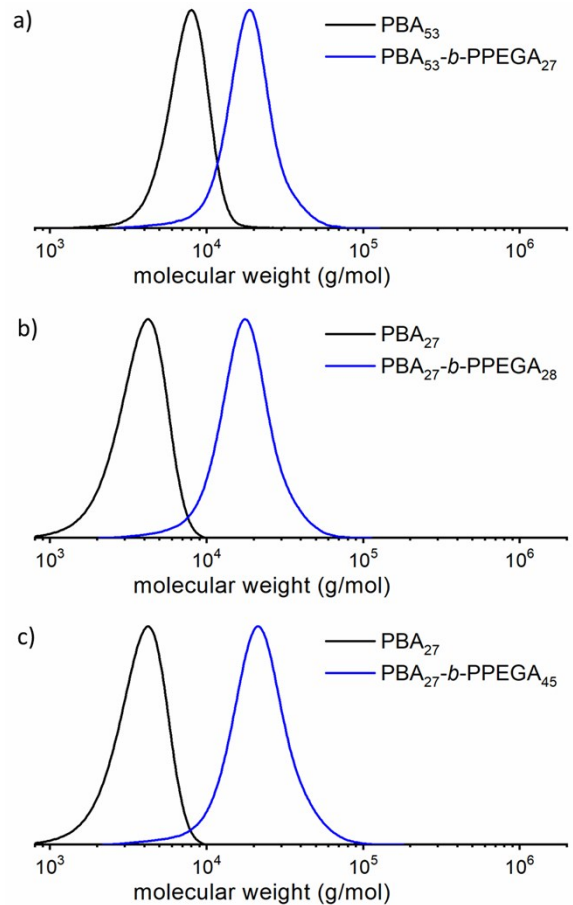 a)
PBA₅₃
PBA₅₃-b-PPEGA₂₇
10³ 10⁴ 10⁵ 10⁶
molecular weight (g/mol)
b)
PBA₂₇
PBA₂₇-b-PPEGA₂₈
10³ 10⁴ 10⁵ 10⁶
molecular weight (g/mol)
c)
PBA₂₇
PBA₂₇-b-PPEGA₄₅
10³ 10⁴ 10⁵ 10⁶
molecular weight (g/mol)